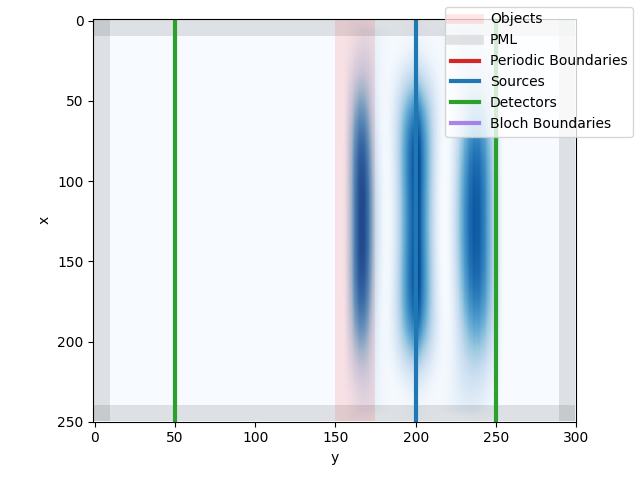 Objects
PML
Periodic Boundaries
Sources
Detectors
Bloch Boundaries
0
50
100
150
200
250
x
0 50 100 150 200 250 300
y